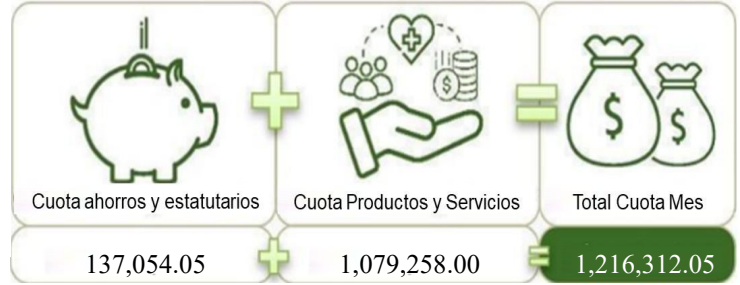 Cuota ahorros y estatutarios
Cuota Productos y Servicios
Total Cuota Mes
137,054.05
1,079,258.00
1,216,312.05